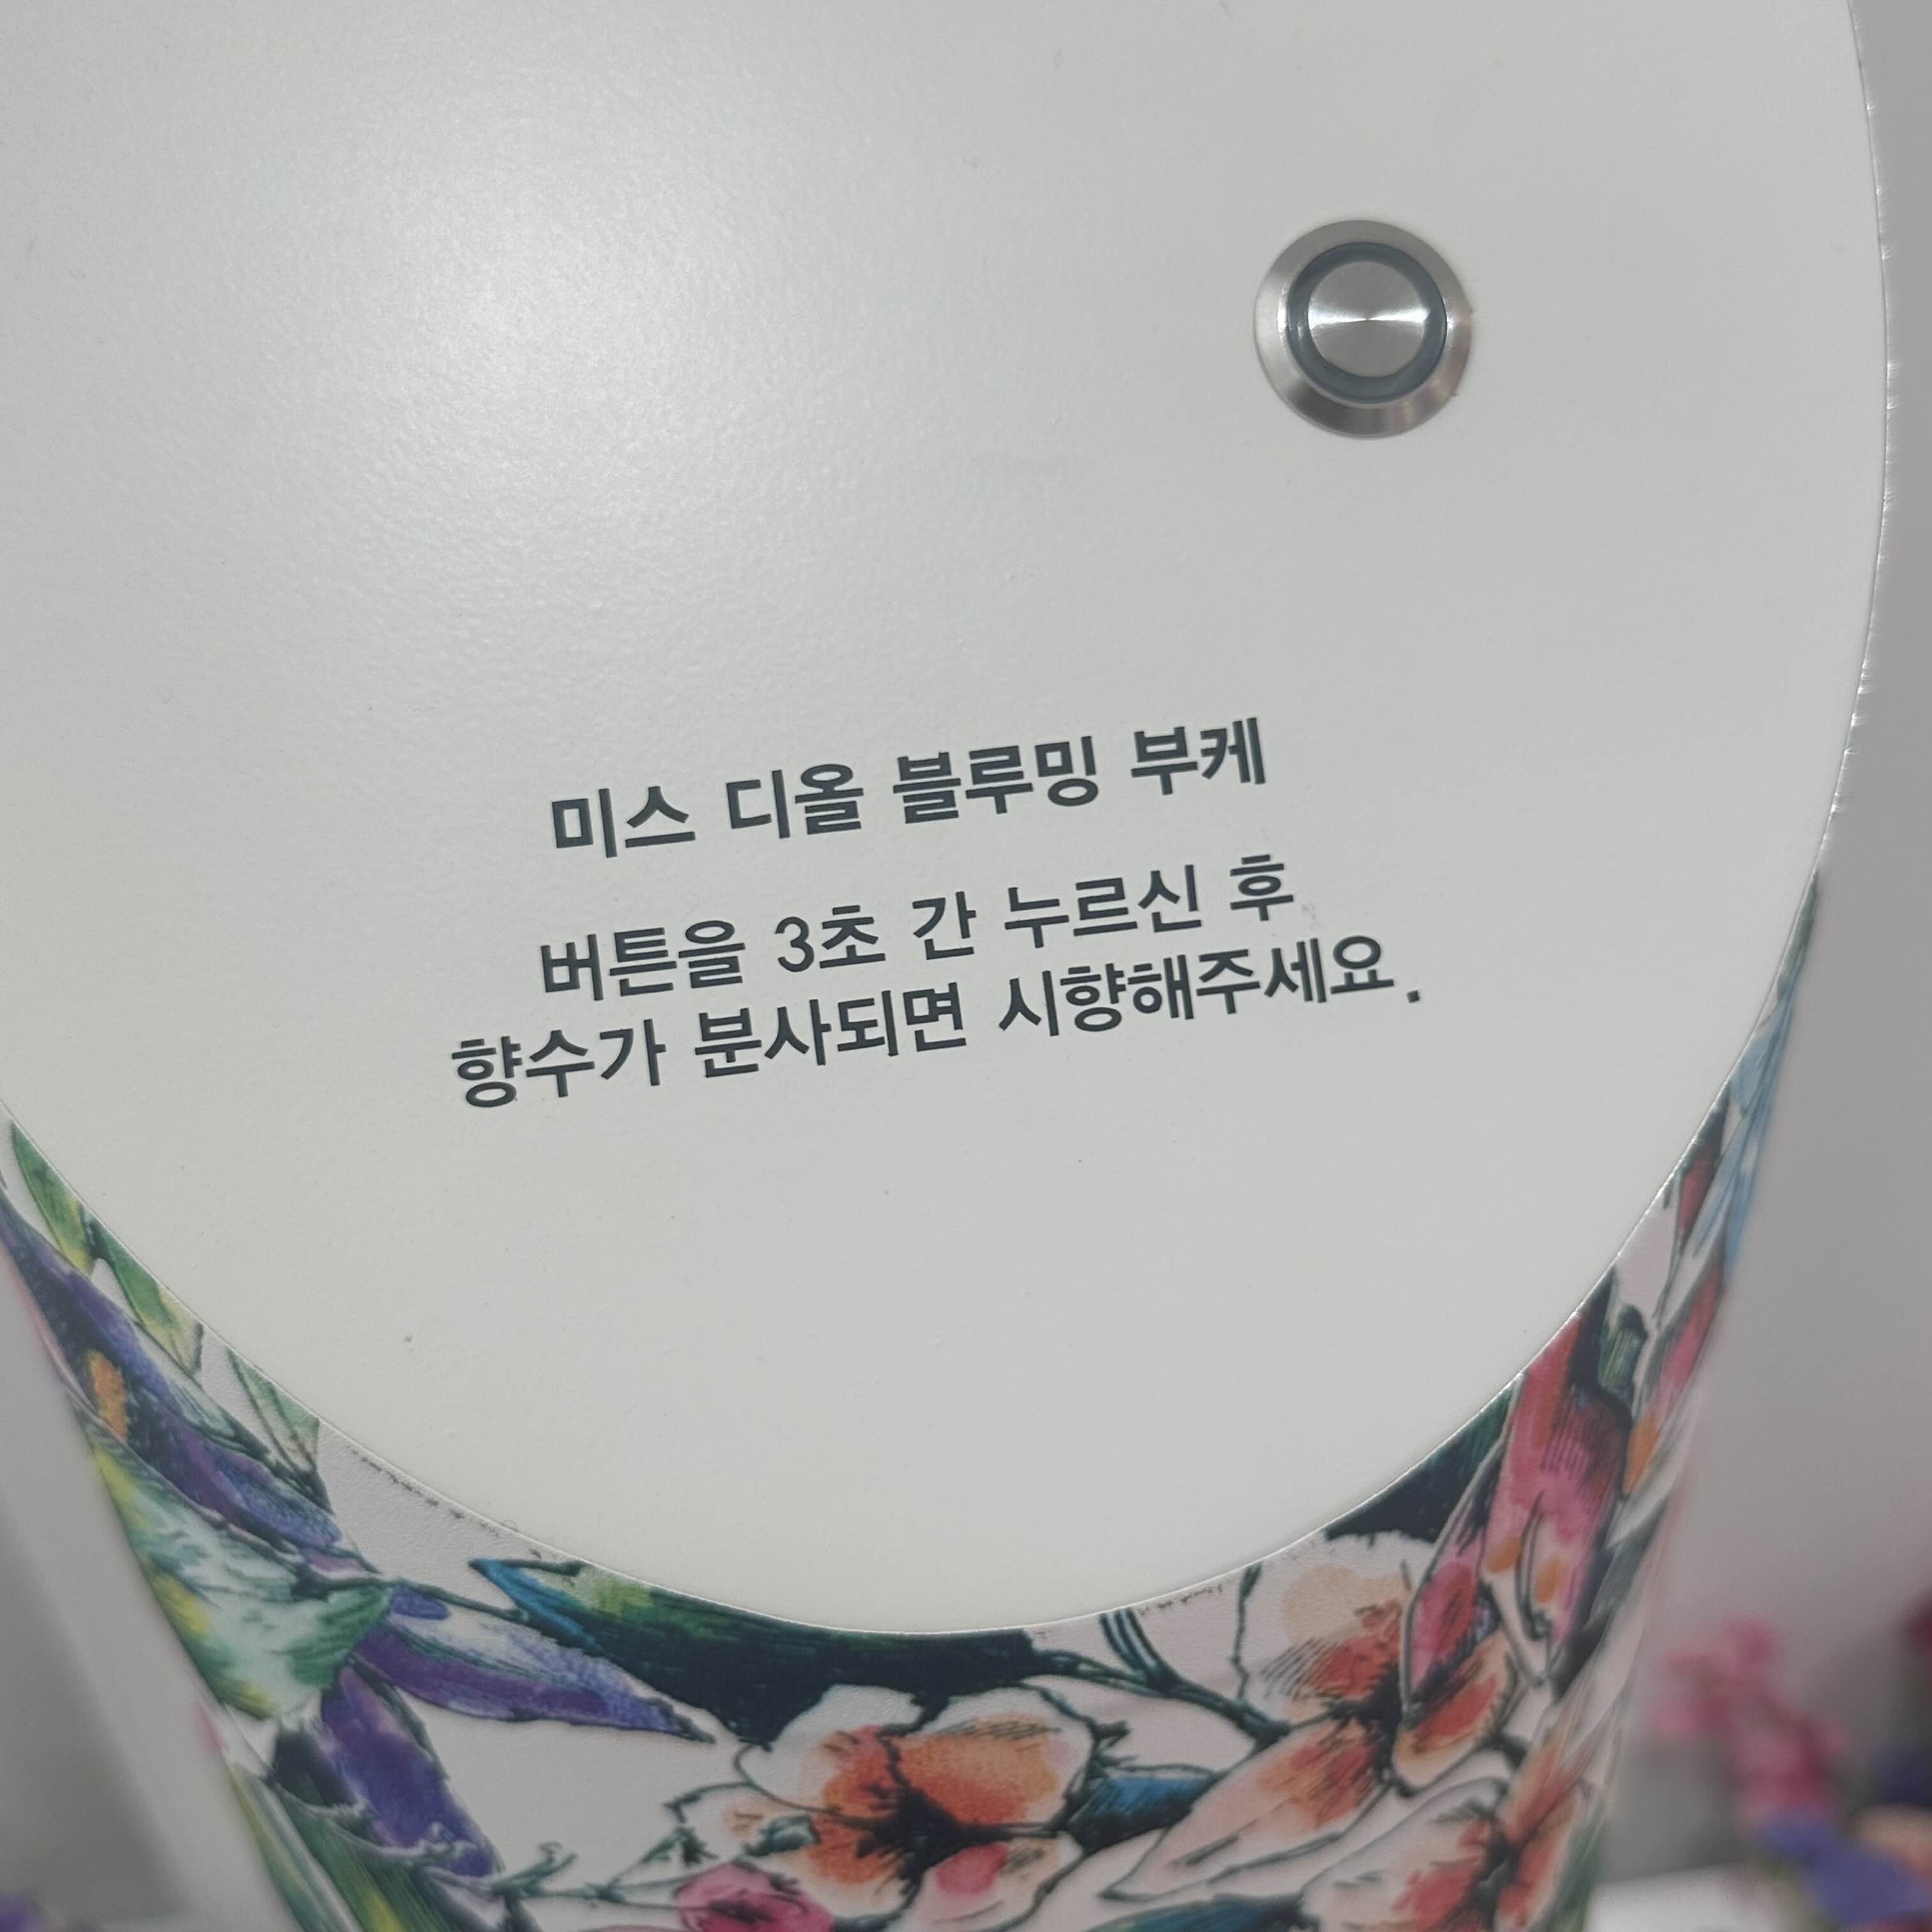 미스 디올 블루밍 부케
버튼을 3초 간 누르신 후
향수가 분사되면 시향해주세요.